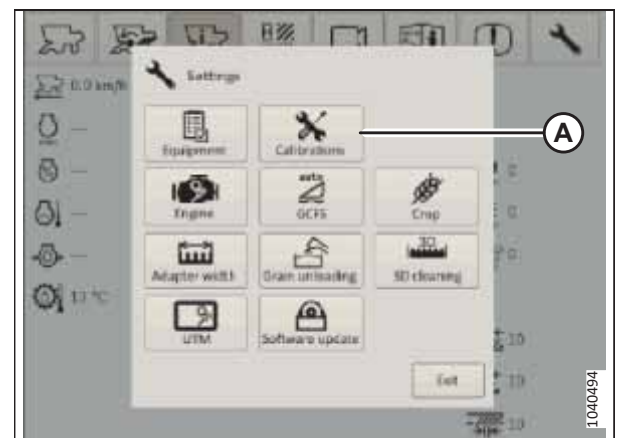 0.0 km/h
Settings
Equipment
Calibrations
A
Engine
auto
GCFS
Crop
Adapter width
Grain unloading
3D
3D cleaning
13 °C
UTM
Software update
10
Exit
10
10
1040494